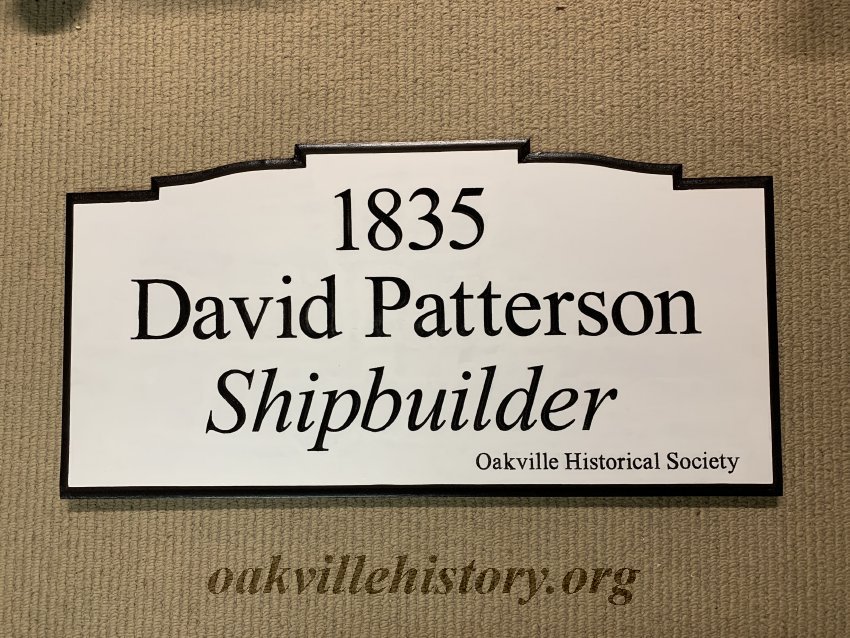 1835
David Patterson
Shipbuilder
Oakville Historical Society
oakvillehistory.org